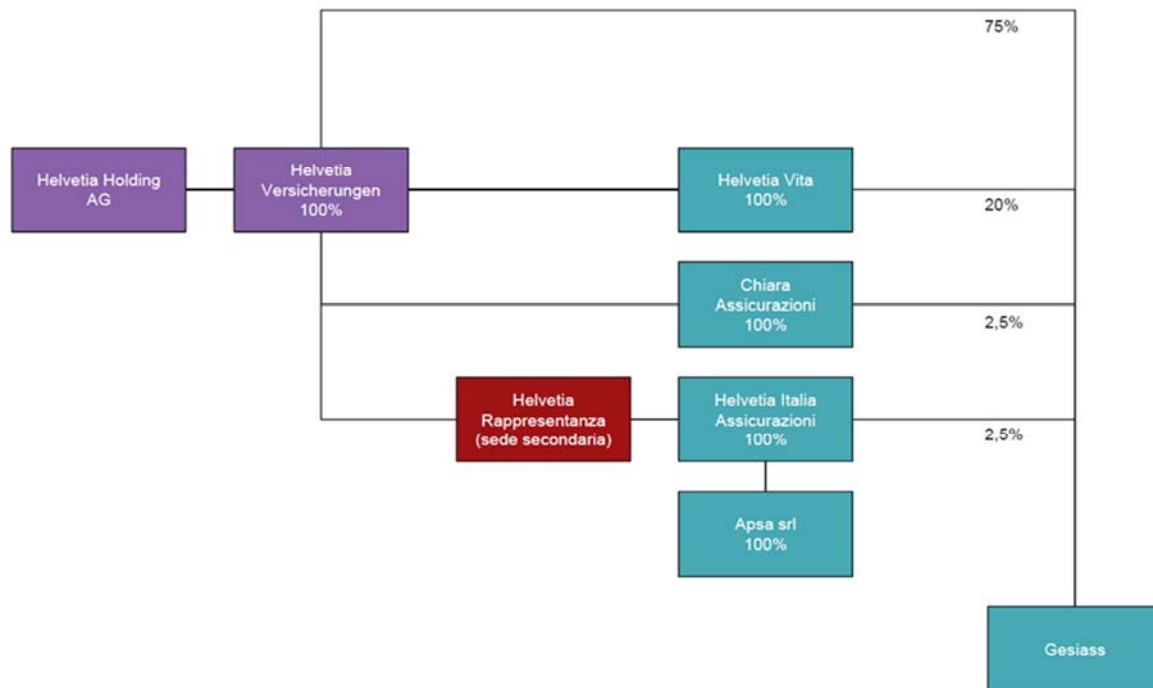 75%
Helvetia Holding
AG
Helvetia
Versicherungen
100%
Helvetia Vita
100%
20%
Chiara
Assicurazioni
100%
2,5%
Helvetia
Rappresentanza
(sede secondaria)
Helvetia Italia
Assicurazioni
100%
2,5%
Apsa srl
100%
Gesiass